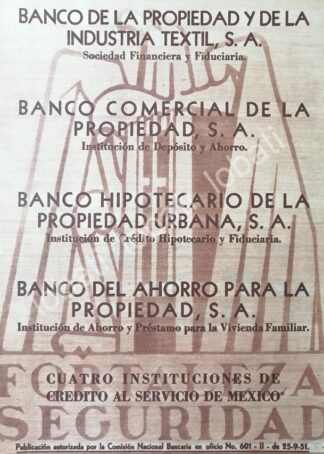 BANCO DE LA PROPIEDAD Y DE LA
INDUSTRIA TEXTIL, S. A.
Sociedad Financiera y Fiduciaria.
BANCO COMERCIAL DE LA
PROPIEDAD, S. A.
Institución de Depósito y Ahorro.
BANCO HIPOTECARIO DE LA
PROPIEDAD URBANA, S. A.
Institución de Crédito Hipotecario y Fiduciaria.
BANCO DEL AHORRO PARA LA
PROPIEDAD, S. A.
Institución de Ahorro y Préstamo para la Vivienda Familiar.
FORTALEZA
CUATRO INSTITUCIONES DE
CREDITO AL SERVICIO DE MEXICO
SEGURIDAD
Publicación autorizada por la Comisión Nacional Bancaria en oficio No. 601 - II - de 25-9-51.